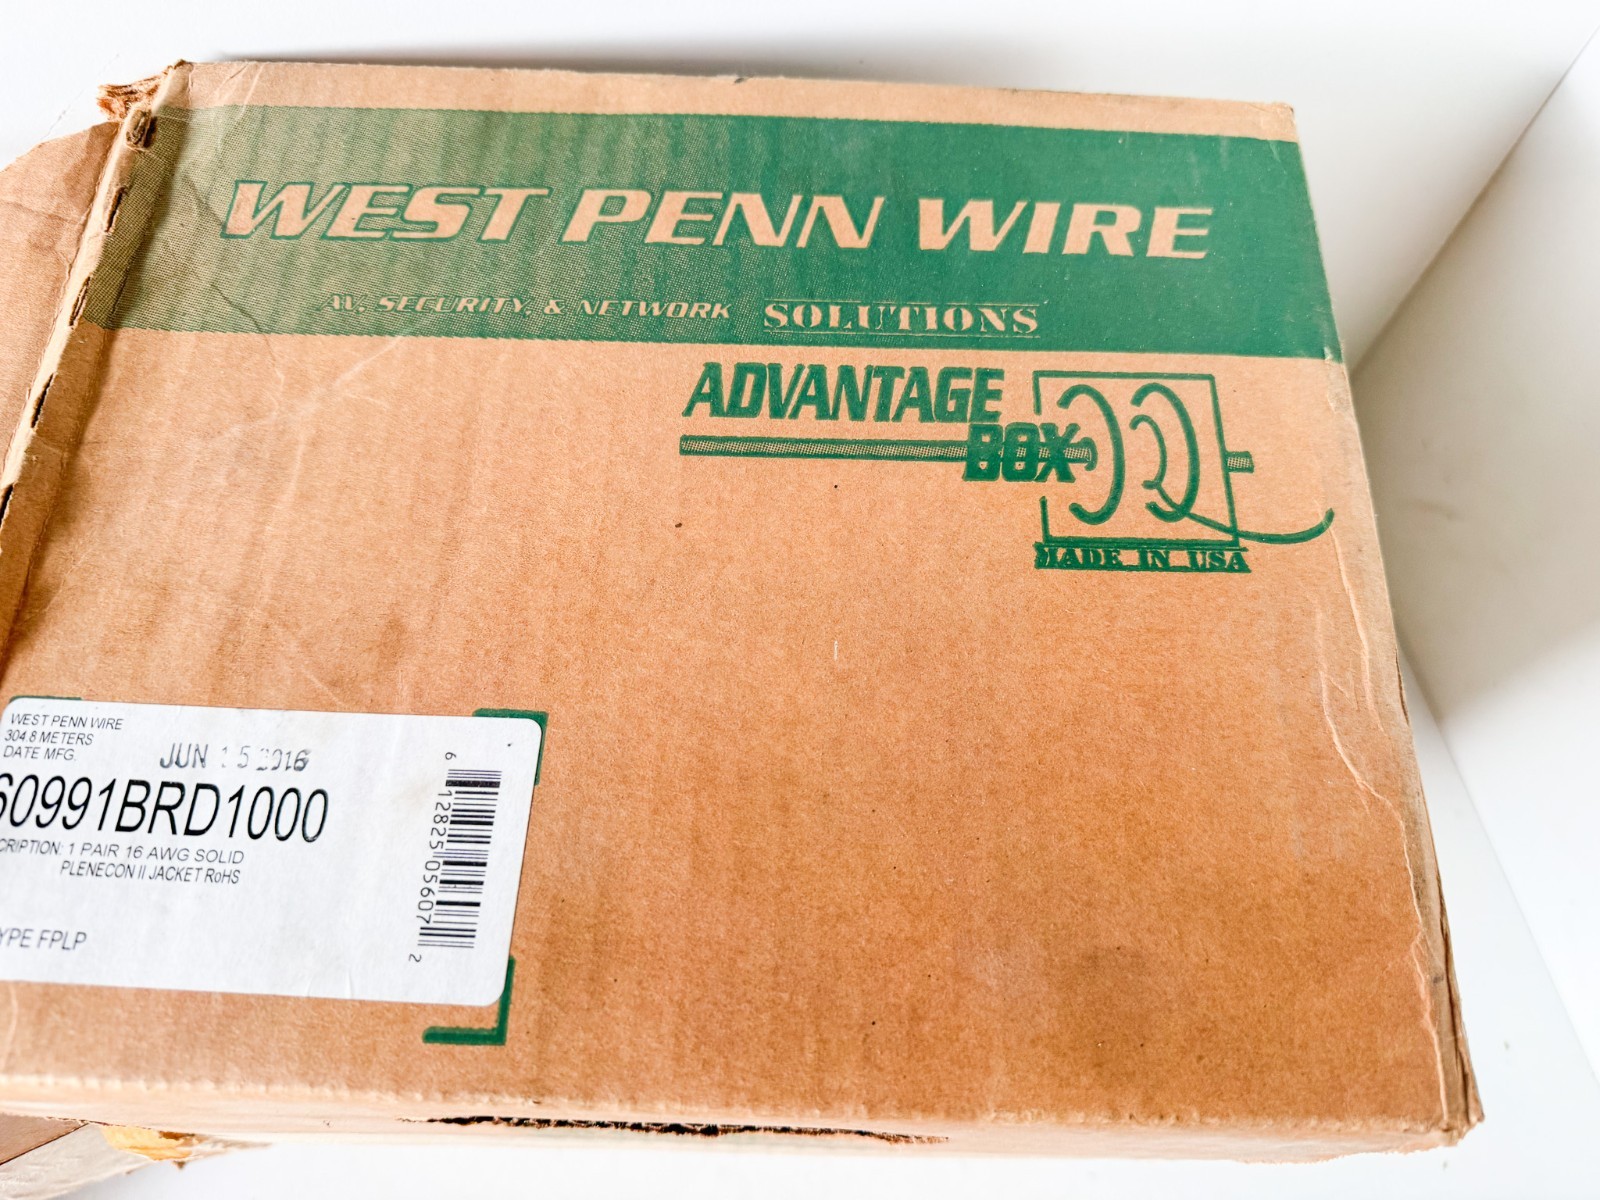 WEST PENN WIRE
AV, SECURITY, & NETWORK SOLUTIONS
ADVANTAGE
BOX
MADE IN USA
WEST PENN WIRE
304.8 METERS
DATE MFG. JUN 15 2016
60991BRD1000
CRIPTION: 1 PAIR 16 AWG SOLID
PLENECON II JACKET RoHS
YPE FPLP
6 12825 05607 2